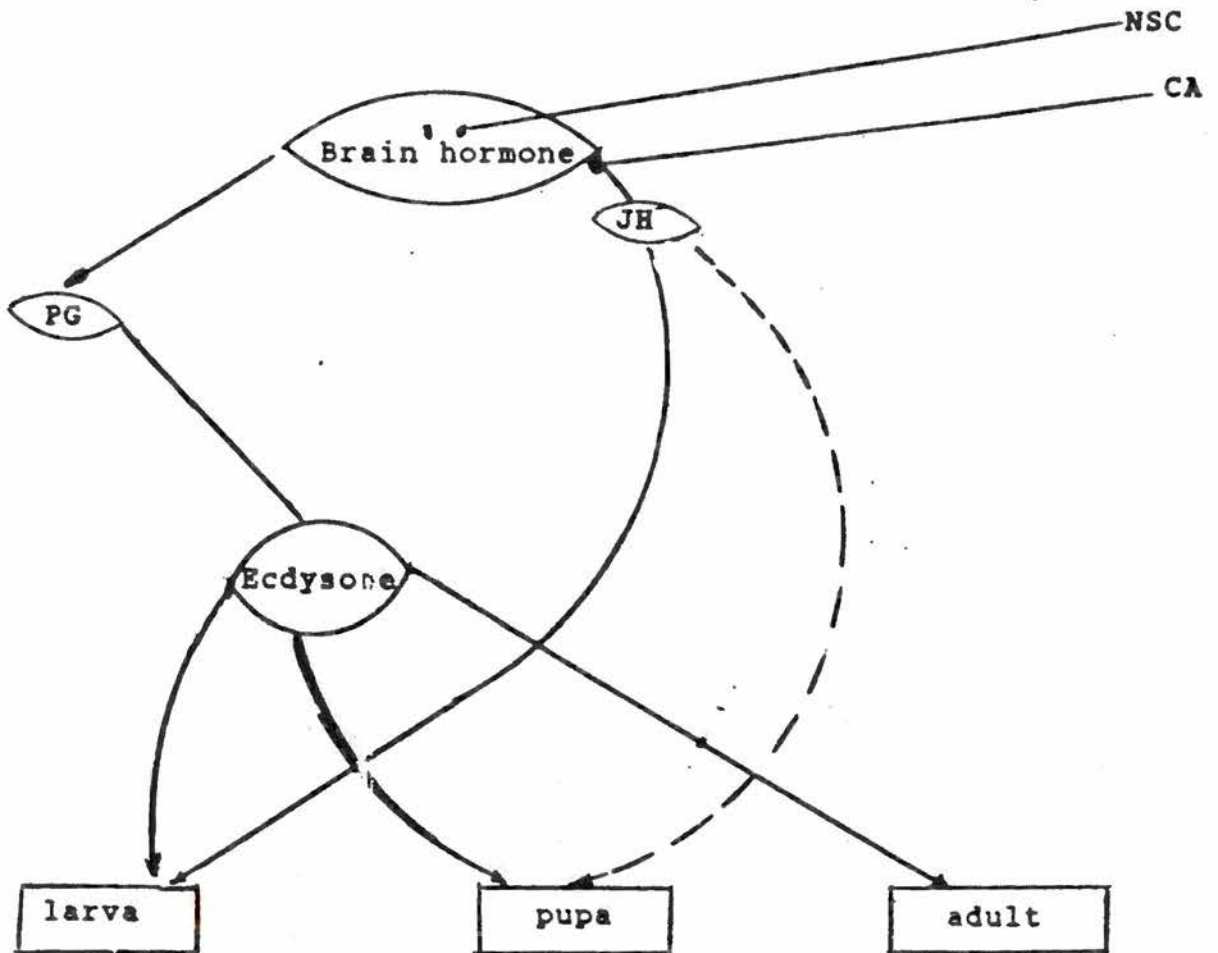 NSC
CA
Brain hormone
JH
PG
Ecdysone
larva
pupa
adult